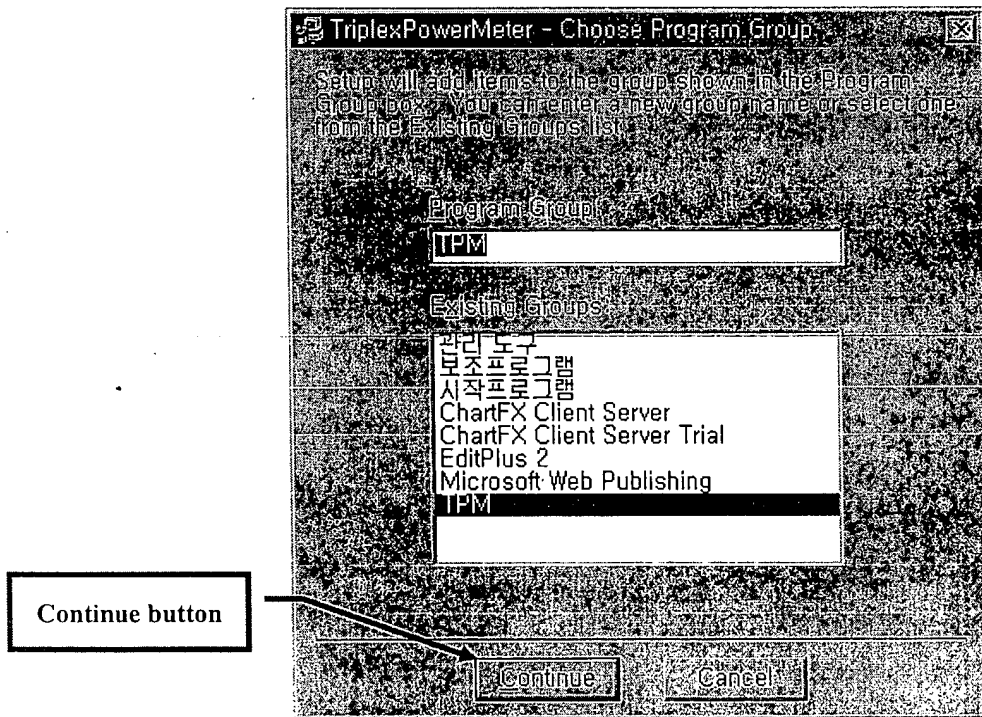 TriplexPowerMeter - Choose Program Group
Setup will add items to the group shown in the Program
Group box. You can enter a new group name or select one
from the Existing Groups list.
Program Group:
TPM
Existing Groups:
관리 도구
보조프로그램
시작프로그램
ChartFX Client Server
ChartFX Client Server Trial
EditPlus 2
Microsoft Web Publishing
TPM
Continue button
Continue
Cancel